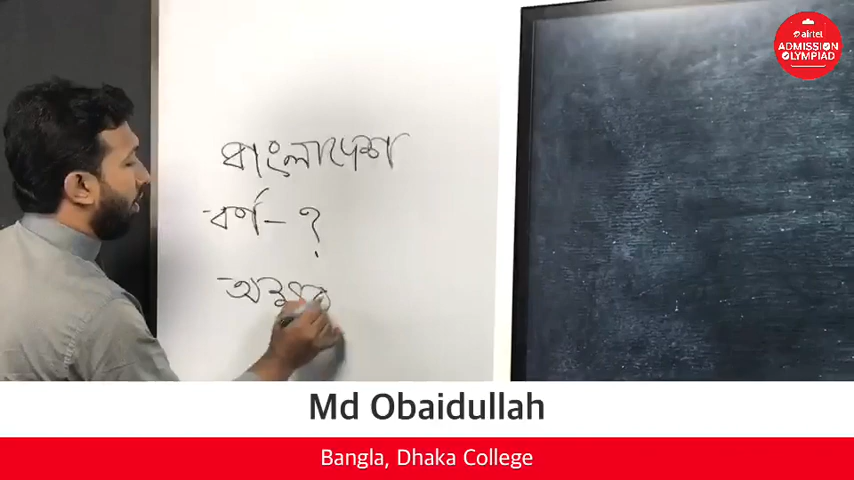 airtel
ADMISSION
OLYMPIAD
বাংলাদেশ
বর্ণ - ?
Md Obaidullah
Bangla, Dhaka College